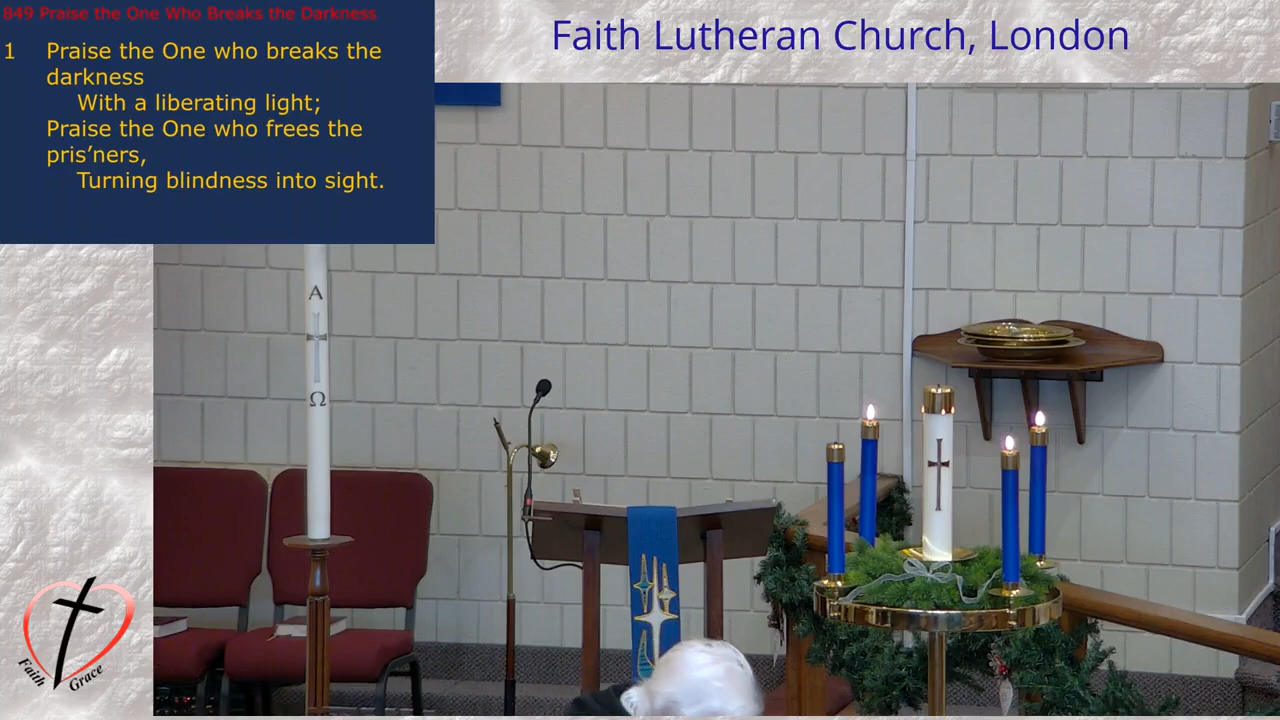 849 Praise the One Who Breaks the Darkness
Faith Lutheran Church, London
1 Praise the One who breaks the
darkness
With a liberating light;
Praise the One who frees the
pris’ners,
Turning blindness into sight.
Α
Ω
Faith Grace